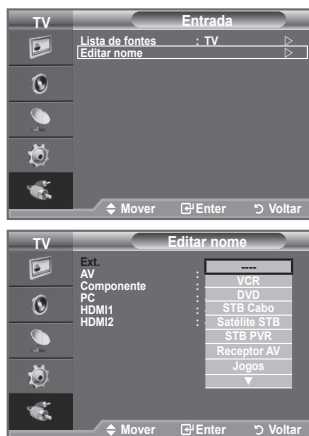 TV Entrada
Lista de fontes : TV
Editar nome
Mover Enter Voltar
TV Editar nome
Ext.
AV :
Componente :
PC :
HDMI1 :
HDMI2 :
----
VCR
DVD
STB Cabo
Satélite STB
STB PVR
Receptor AV
Jogos
▼
Mover Enter Voltar